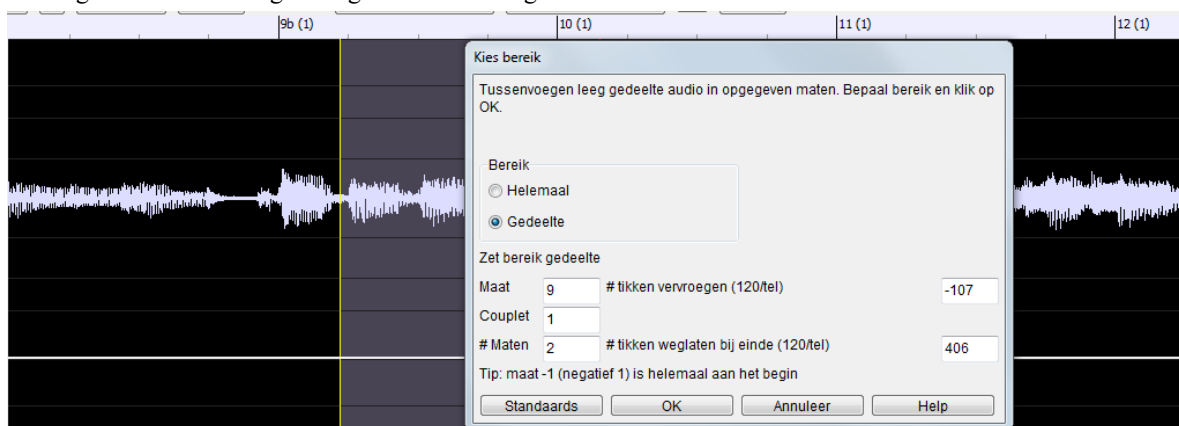 9b (1) 10 (1) 11 (1) 12 (1)
Kies bereik
Tussenvoegen leeg gedeelte audio in opgegeven maten. Bepaal bereik en klik op
OK.
Bereik
Helemaal
Gedeelte
Zet bereik gedeelte
Maat 9 # tikken vervroegen (120/tel) -107
Couplet 1
# Maten 2 # tikken weglaten bij einde (120/tel) 406
Tip: maat -1 (negatief 1) is helemaal aan het begin
Standaards OK Annuleer Help